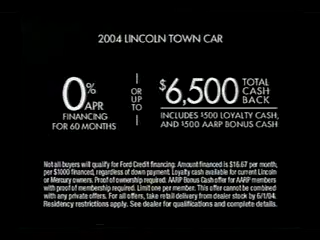 2004 LINCOLN TOWN CAR
0% APR
FINANCING
FOR 60 MONTHS
OR
UP
TO
$6,500 TOTAL CASH BACK
INCLUDES $500 LOYALTY CASH,
AND $500 AARP BONUS CASH
Not all buyers will qualify for Ford Credit financing. Amount financed is $16.67 per month,
per $1000 financed, regardless of down payment. Loyalty cash available for current Lincoln
or Mercury owners. Proof of ownership required. AARP Bonus Cash offer for AARP members
with proof of membership required. Limit one per member. This offer cannot be combined
with any private offers. For all offers, take retail delivery from dealer stock by 6/1/04.
Residency restrictions apply. See dealer for qualifications and complete details.